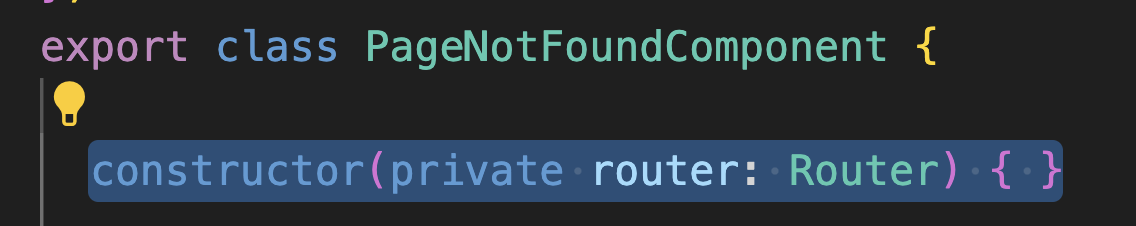 export class PageNotFoundComponent {
constructor(private router: Router) { }